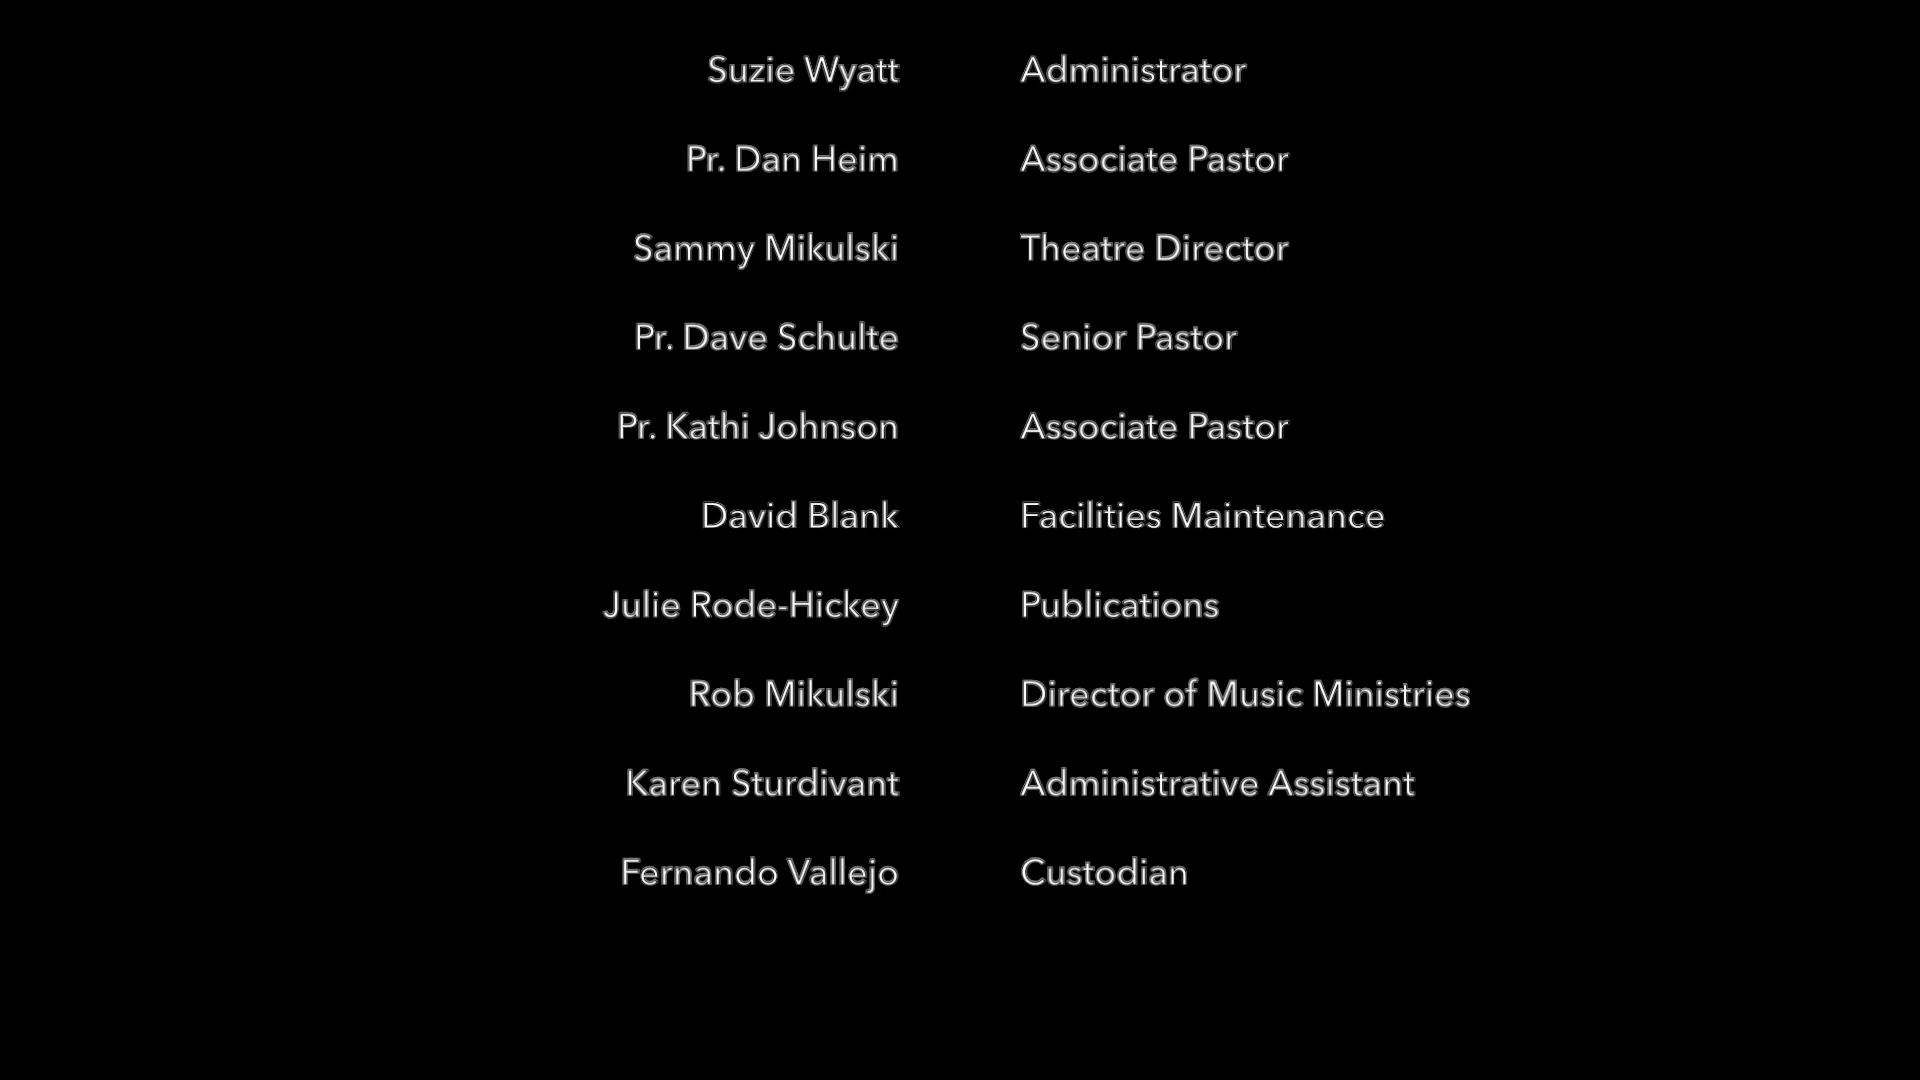 Suzie Wyatt Administrator
Pr. Dan Heim Associate Pastor
Sammy Mikulski Theatre Director
Pr. Dave Schulte Senior Pastor
Pr. Kathi Johnson Associate Pastor
David Blank Facilities Maintenance
Julie Rode-Hickey Publications
Rob Mikulski Director of Music Ministries
Karen Sturdivant Administrative Assistant
Fernando Vallejo Custodian